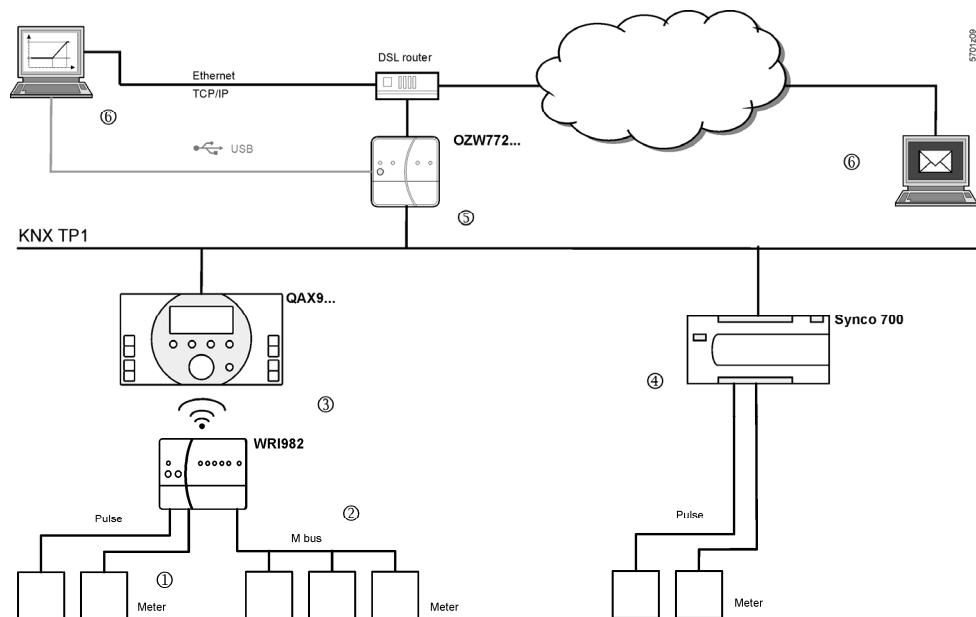 5701z09
DSL router
Ethernet
TCP/IP
⑥
OZW772...
USB
⑥
⑤
KNX TP1
QAX9...
Synco 700
④
③
WRI982
Pulse
②
M bus
Pulse
①
Meter
Meter
Meter